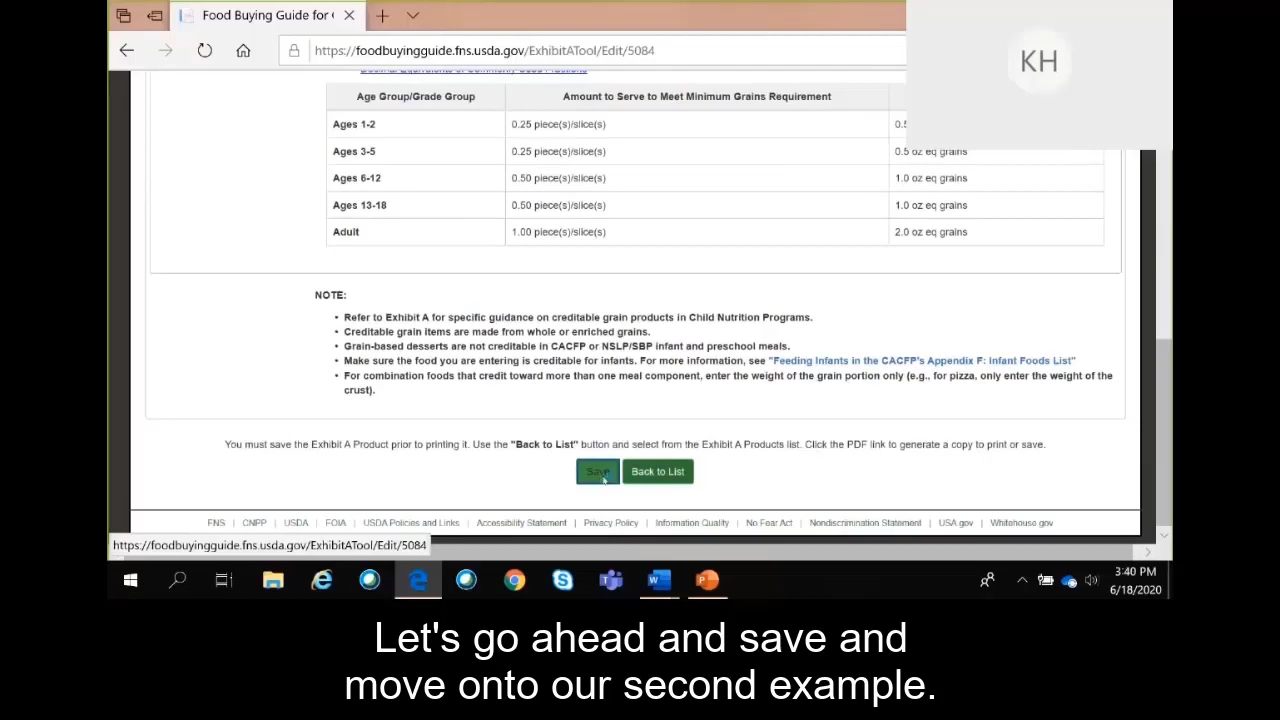 Food Buying Guide for
https://foodbuyingguide.fns.usda.gov/ExhibitATool/Edit/5084
KH
Decimal Equivalents of Commonly Used Fractions
Age Group/Grade Group Amount to Serve to Meet Minimum Grains Requirement
Ages 1-2 0.25 piece(s)/slice(s) 0.5
Ages 3-5 0.25 piece(s)/slice(s) 0.5 oz eq grains
Ages 6-12 0.50 piece(s)/slice(s) 1.0 oz eq grains
Ages 13-18 0.50 piece(s)/slice(s) 1.0 oz eq grains
Adult 1.00 piece(s)/slice(s) 2.0 oz eq grains
NOTE:
• Refer to Exhibit A for specific guidance on creditable grain products in Child Nutrition Programs.
• Creditable grain items are made from whole or enriched grains.
• Grain-based desserts are not creditable in CACFP or NSLP/SBP infant and preschool meals.
• Make sure the food you are entering is creditable for infants. For more information, see "Feeding Infants in the CACFP's Appendix F: Infant Foods List"
• For combination foods that credit toward more than one meal component, enter the weight of the grain portion only (e.g., for pizza, only enter the weight of the
crust).
You must save the Exhibit A Product prior to printing it. Use the "Back to List" button and select from the Exhibit A Products list. Click the PDF link to generate a copy to print or save.
Save Back to List
FNS | CNPP | USDA | FOIA | USDA Policies and Links | Accessibility Statement | Privacy Policy | Information Quality | No Fear Act | Nondiscrimination Statement | USA.gov | Whitehouse.gov
https://foodbuyingguide.fns.usda.gov/ExhibitATool/Edit/5084
3:40 PM
6/18/2020
Let's go ahead and save and
move onto our second example.